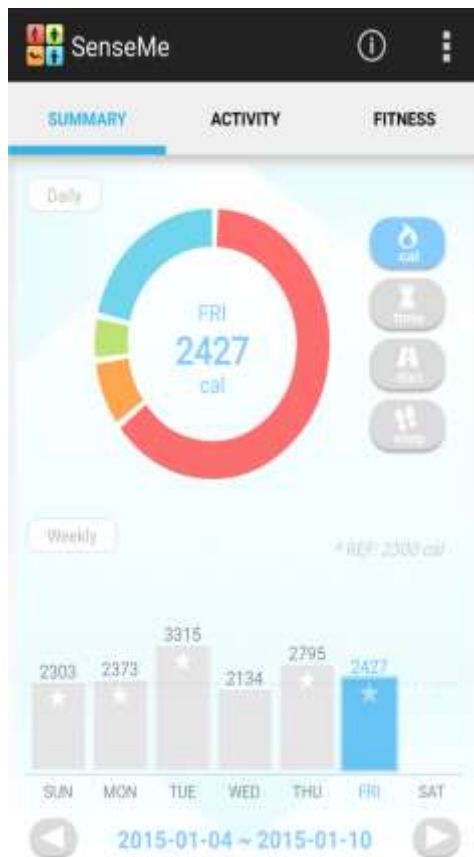 SenseMe
SUMMARY ACTIVITY FITNESS
Daily
cal
time
step
FRI
2427
cal
Weekly
* REF: 2300 cal
3315
2795
2303 2373 2134 2427
SUN MON TUE WED THU FRI SAT
2015-01-04 ~ 2015-01-10